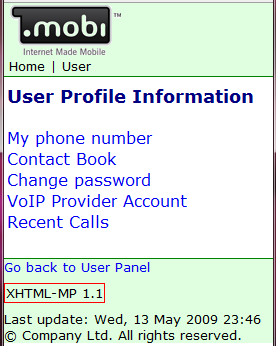 .mobi™
Internet Made Mobile
Home | User
User Profile Information
My phone number
Contact Book
Change password
VoIP Provider Account
Recent Calls
Go back to User Panel
XHTML-MP 1.1
Last update: Wed, 13 May 2009 23:46
© Company Ltd. All rights reserved.